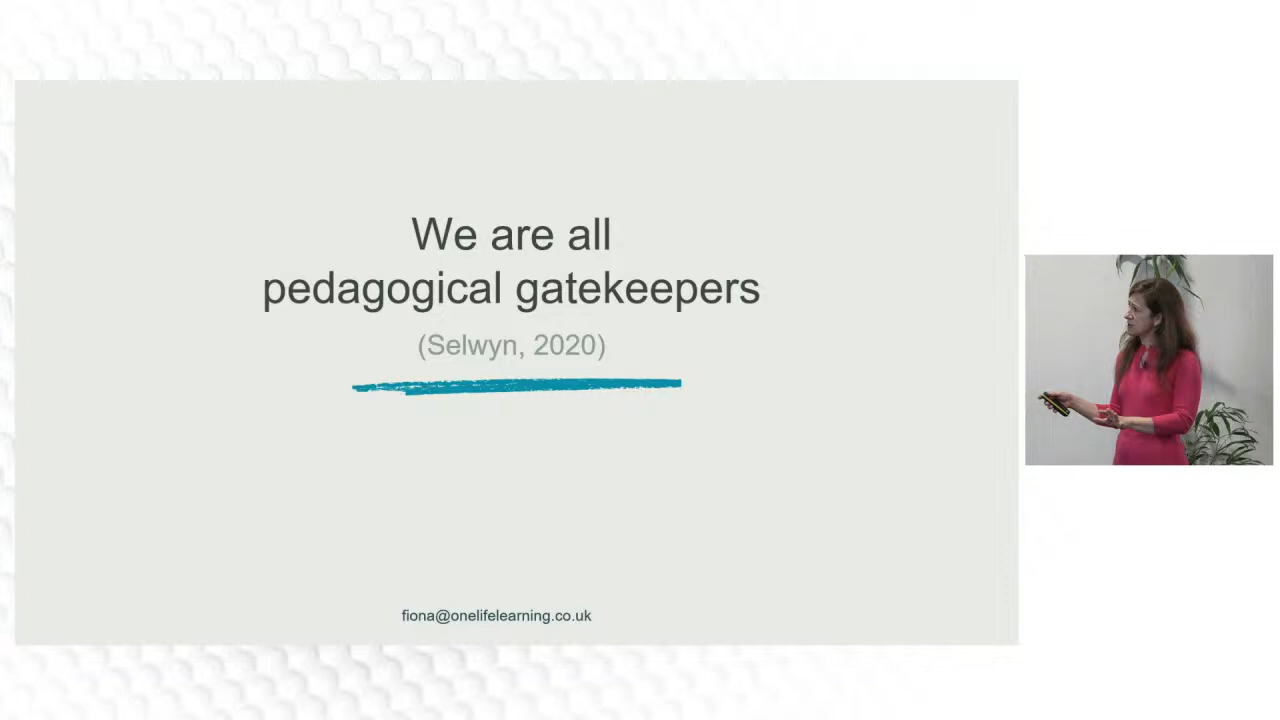 We are all
pedagogical gatekeepers
(Selwyn, 2020)
fiona@onelifelearning.co.uk